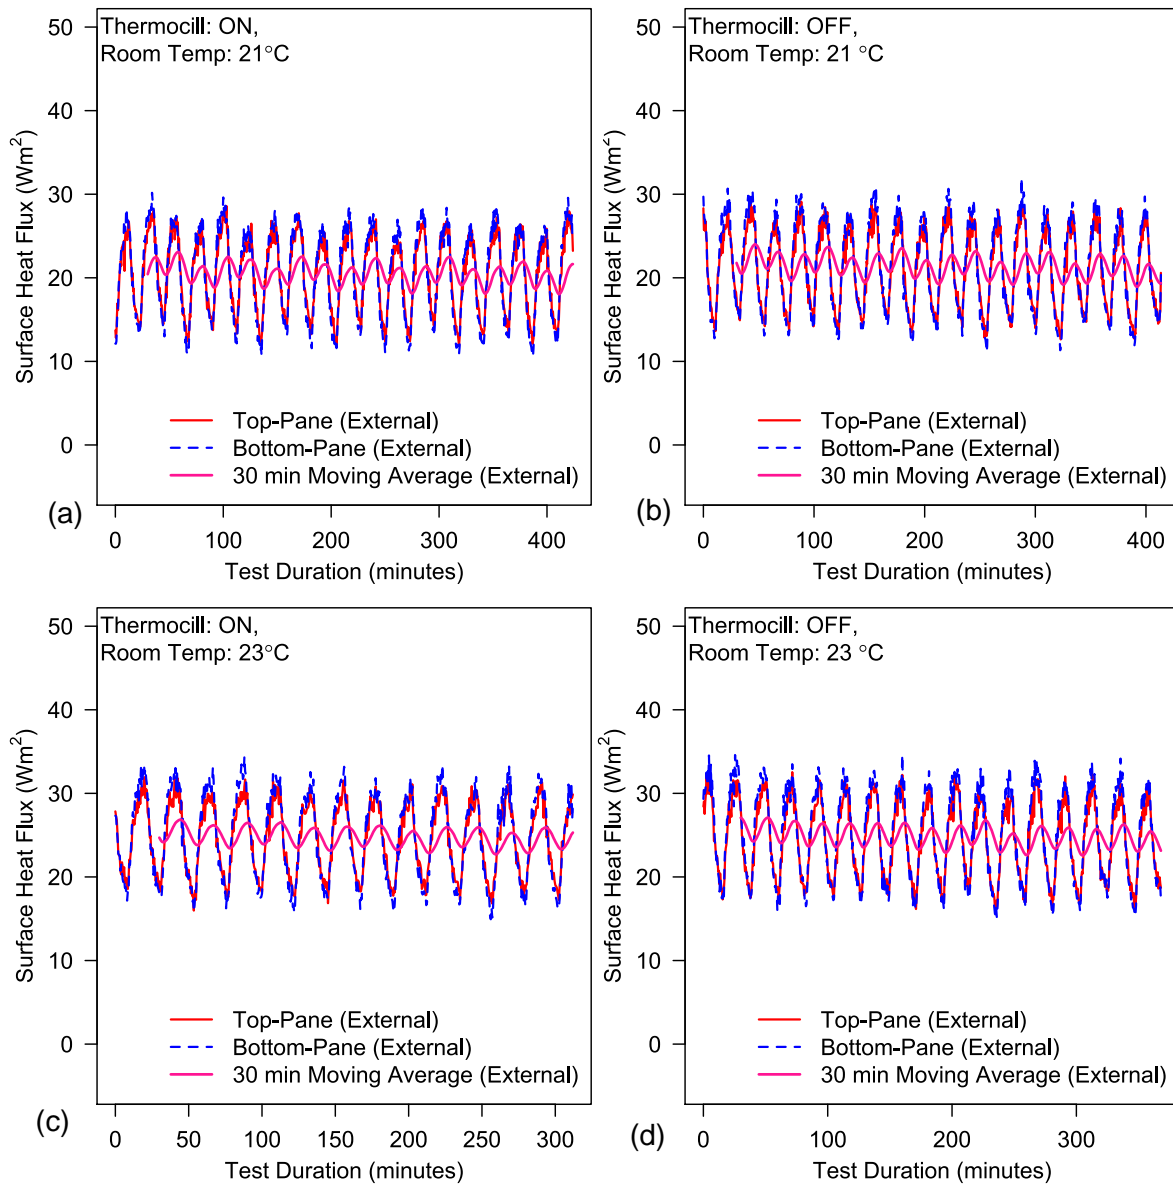 Thermocill: ON,
Room Temp: 21°C
Surface Heat Flux (Wm²)
50
40
30
20
10
0
Top-Pane (External)
Bottom-Pane (External)
30 min Moving Average (External)
(a)
0 100 200 300 400
Test Duration (minutes)
Thermocill: OFF,
Room Temp: 21 °C
Surface Heat Flux (Wm²)
50
40
30
20
10
0
Top-Pane (External)
Bottom-Pane (External)
30 min Moving Average (External)
(b)
0 100 200 300 400
Test Duration (minutes)
Thermocill: ON,
Room Temp: 23°C
Surface Heat Flux (Wm²)
50
40
30
20
10
0
Top-Pane (External)
Bottom-Pane (External)
30 min Moving Average (External)
(c)
0 50 100 150 200 250 300
Test Duration (minutes)
Thermocill: OFF,
Room Temp: 23 °C
Surface Heat Flux (Wm²)
50
40
30
20
10
0
Top-Pane (External)
Bottom-Pane (External)
30 min Moving Average (External)
(d)
0 100 200 300
Test Duration (minutes)